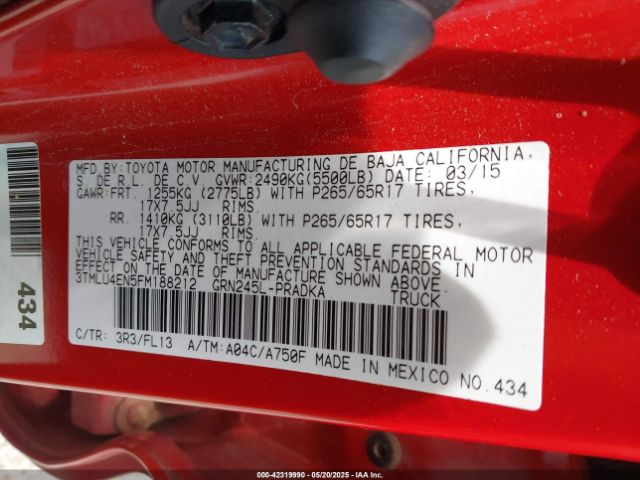 MFD.BY:TOYOTA MOTOR MANUFACTURING DE BAJA CALIFORNIA,
S. DE R.L. DE C.V. GVWR:2490KG(5500LB) DATE: 03/15
GAWR:FRT. 1255KG (2775LB) WITH P265/65R17 TIRES,
17X7.5JJ RIMS
RR. 1410KG (3110LB) WITH P265/65R17 TIRES,
17X7.5JJ RIMS
THIS VEHICLE CONFORMS TO ALL APPLICABLE FEDERAL MOTOR
VEHICLE SAFETY AND THEFT PREVENTION STANDARDS IN
EFFECT ON THE DATE OF MANUFACTURE SHOWN ABOVE.
3TMLU4EN5FM188212 GRN245L-PRADKA TRUCK
C/TR: 3R3/FL13 A/TM:A04C/A750F MADE IN MEXICO NO.434
434
00-42319990 — 05/20/2025 — IAA Inc.